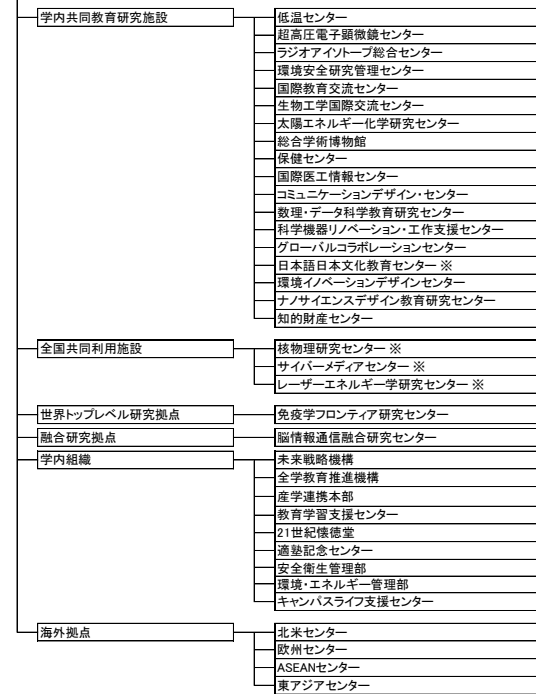 学内共同教育研究施設
低温センター
超高圧電子顕微鏡センター
ラジオアイソトープ総合センター
環境安全研究管理センター
国際教育交流センター
生物工学国際交流センター
太陽エネルギー化学研究センター
総合学術博物館
保健センター
国際医工情報センター
コミュニケーションデザイン・センター
数理・データ科学教育研究センター
科学機器リノベーション・工作支援センター
グローバルコラボレーションセンター
日本語日本文化教育センター ※
環境イノベーションデザインセンター
ナノサイエンスデザイン教育研究センター
知的財産センター
全国共同利用施設
核物理研究センター ※
サイバーメディアセンター ※
レーザーエネルギー学研究センター ※
世界トップレベル研究拠点
免疫学フロンティア研究センター
融合研究拠点
脳情報通信融合研究センター
学内組織
未来戦略機構
全学教育推進機構
産学連携本部
教育学習支援センター
21世紀懐徳堂
適塾記念センター
安全衛生管理部
環境・エネルギー管理部
キャンパスライフ支援センター
海外拠点
北米センター
欧州センター
ASEANセンター
東アジアセンター